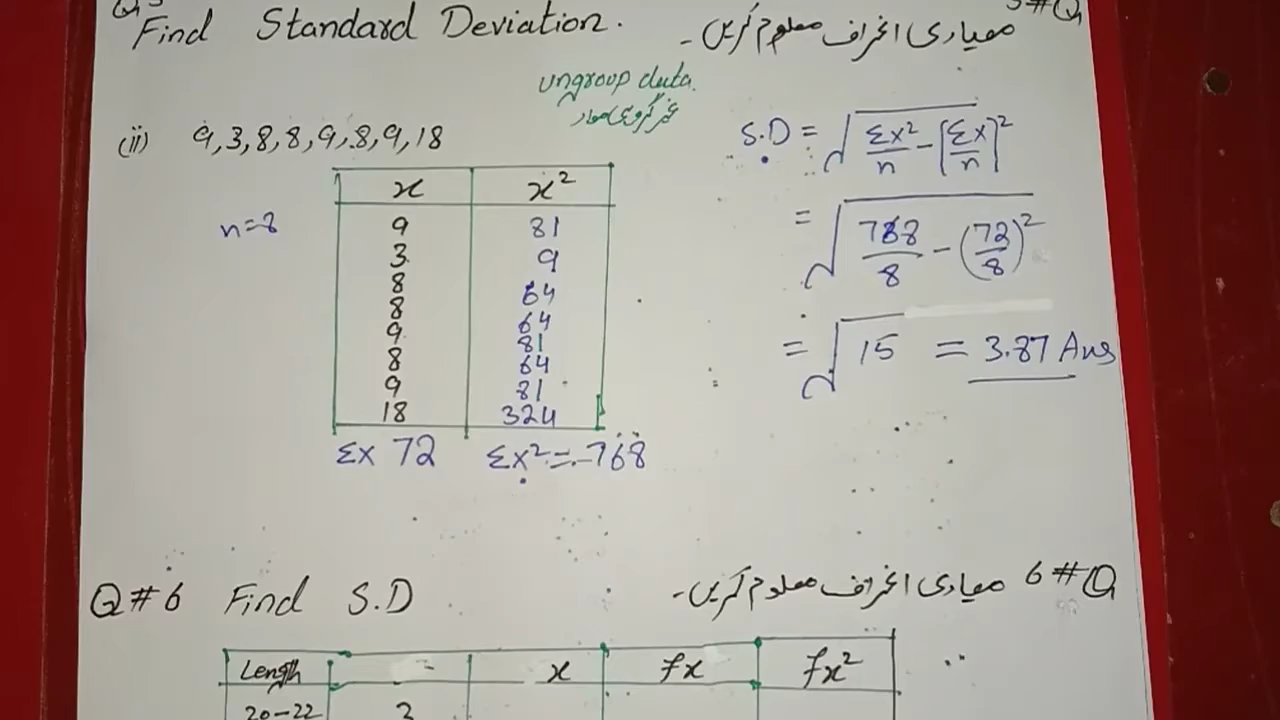 Find Standard Deviation.
معیاری انحراف معلوم کریں۔
ungroup data.
غیر گروہی مواد
(ii) 9,3,8,8,9,8,9,18
S.D = √Σx²/n - [Σx/n]²
n=8
x x²
9 81
3 9
8 64
8 64
9 81
8 64
9 81
18 324
Σx 72 Σx²=768
= √768/8 - (72/8)²
= √15 = 3.87 Ans
Q#6 Find S.D
معیاری انحراف معلوم کریں۔ Q#6
Length x fx fx²
20-22 3